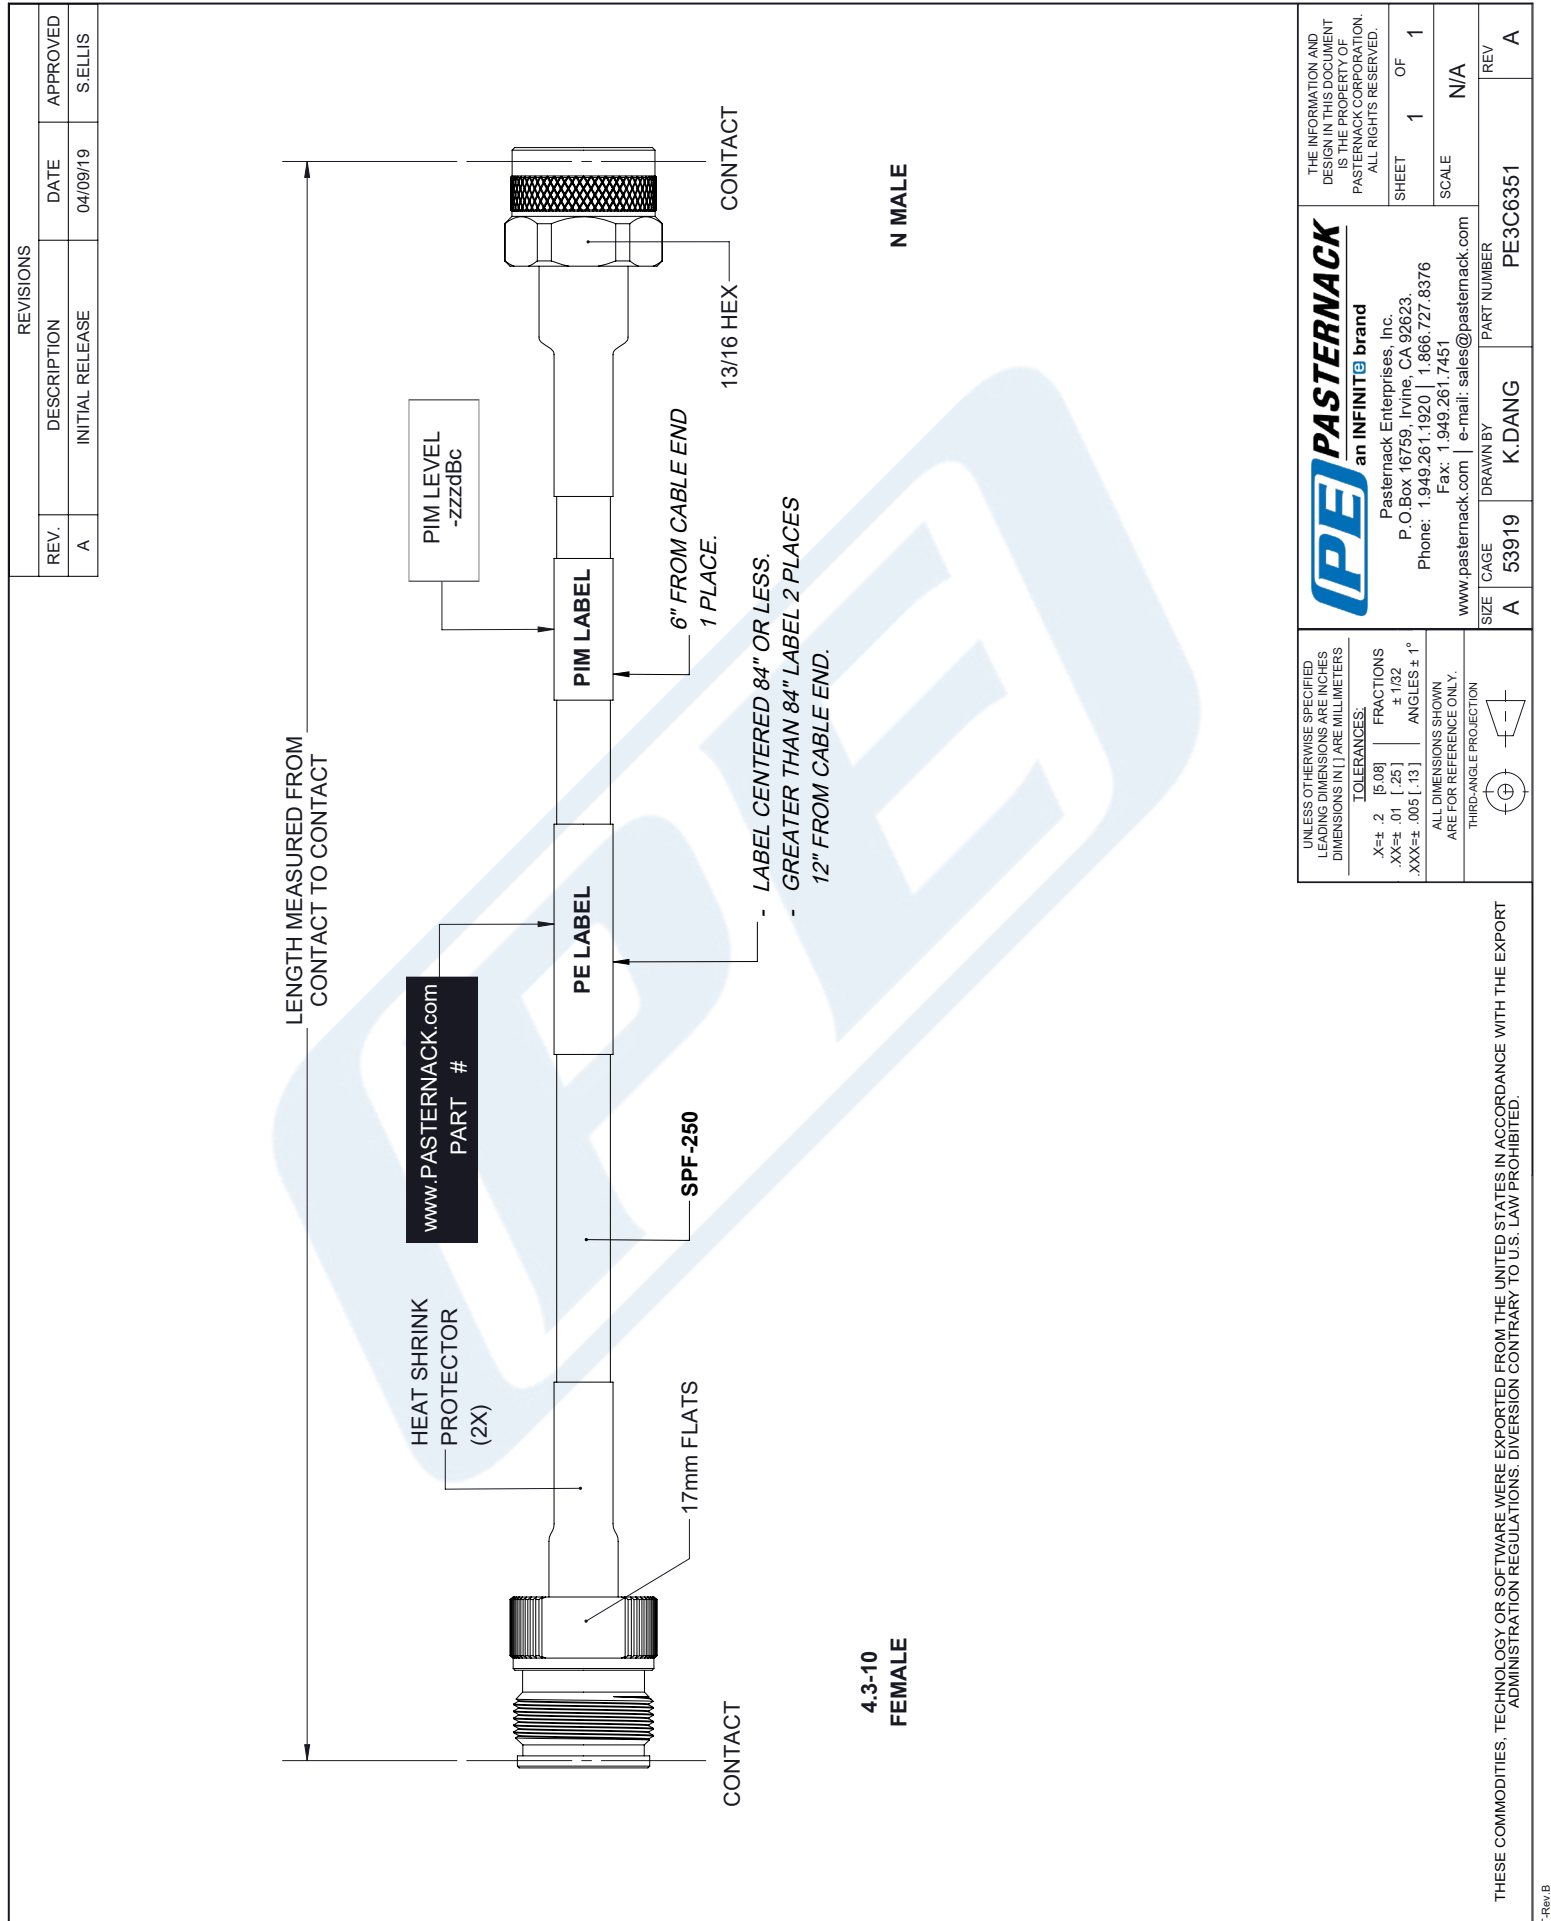 REVISIONS
REV.
DESCRIPTION
DATE
APPROVED
A
INITIAL RELEASE
04/09/19
S.ELLIS
LENGTH MEASURED FROM
CONTACT TO CONTACT
HEAT SHRINK
PROTECTOR
(2X)
www.PASTERNACK.com
PART #
PIM LEVEL
-zzzdBc
PE LABEL
PIM LABEL
17mm FLATS
SPF-250
- LABEL CENTERED 84" OR LESS.
- GREATER THAN 84" LABEL 2 PLACES
12" FROM CABLE END.
6" FROM CABLE END
1 PLACE.
13/16 HEX
CONTACT
CONTACT
4.3-10
FEMALE
N MALE
PE
UNLESS OTHERWISE SPECIFIED
LEADING DIMENSIONS ARE INCHES
DIMENSIONS IN [ ] ARE MILLIMETERS
TOLERANCES:
.X=± .2 [5.08] FRACTIONS
.XX=± .01 [ .25] ± 1/32
.XXX=± .005 [ .13] ANGLES ± 1°
ALL DIMENSIONS SHOWN
ARE FOR REFERENCE ONLY.
THIRD-ANGLE PROJECTION
PE PASTERNACK
an INFINITe brand
Pasternack Enterprises, Inc.
P.O.Box 16759, Irvine, CA 92623.
Phone: 1.949.261.1920 | 1.866.727.8376
Fax: 1.949.261.7451
www.pasternack.com | e-mail: sales@pasternack.com
THE INFORMATION AND
DESIGN IN THIS DOCUMENT
IS THE PROPERTY OF
PASTERNACK CORPORATION.
ALL RIGHTS RESERVED.
SHEET 1 OF 1
SCALE N/A
SIZE A
CAGE 53919
DRAWN BY K.DANG
PART NUMBER PE3C6351
REV A
THESE COMMODITIES, TECHNOLOGY OR SOFTWARE WERE EXPORTED FROM THE UNITED STATES IN ACCORDANCE WITH THE EXPORT
ADMINISTRATION REGULATIONS. DIVERSION CONTRARY TO U.S. LAW PROHIBITED.
-Rev.B